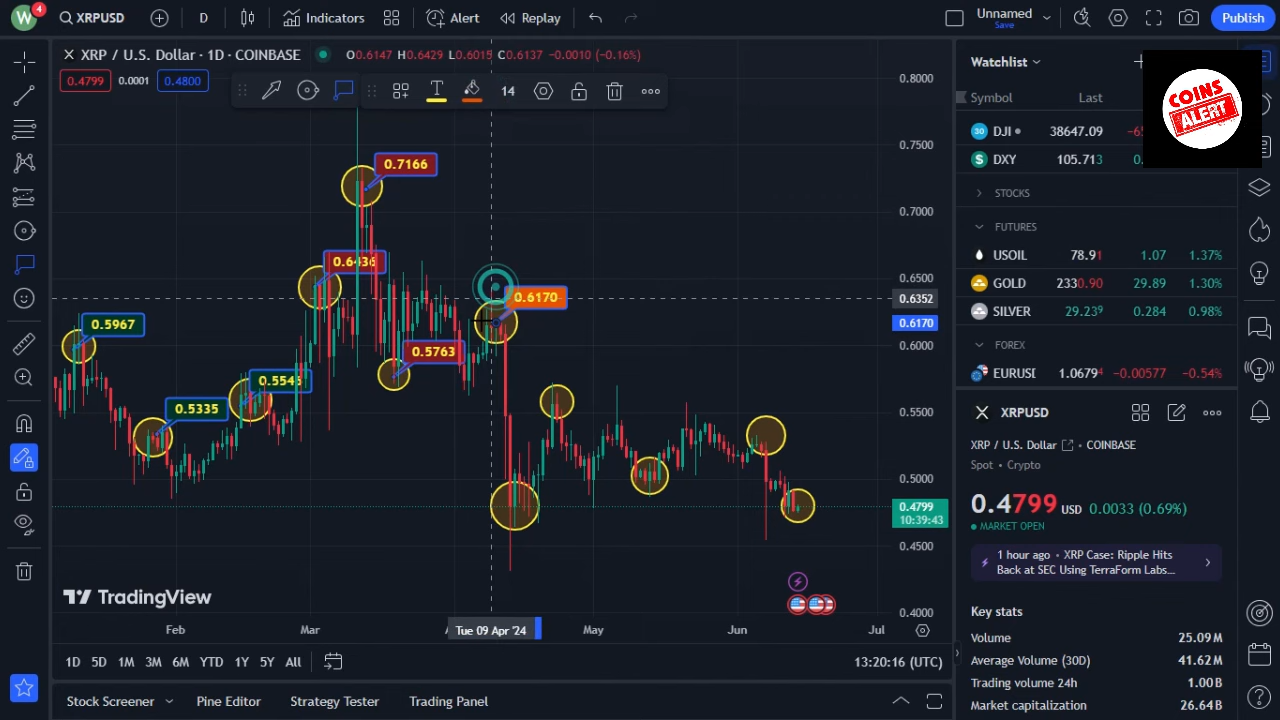 W 4 XRPUSD D Indicators Alert Replay Unnamed Save Publish
XRP / U.S. Dollar · 1D · COINBASE O0.6147 H0.6429 L0.6015 C0.6137 −0.0010 (−0.16%)
0.4799 0.0001 0.4800
T 14
0.8000
0.7500
0.7000
0.6500
0.6352
0.6170
0.6000
0.5500
0.5000
0.4799
10:39:43
0.4500
0.4000
0.7166
0.6436
0.6170
0.5967
0.5763
0.5545
0.5335
TradingView
Feb Mar Tue 09 Apr '24 May Jun Jul
1D 5D 1M 3M 6M YTD 1Y 5Y All 13:20:16 (UTC)
Stock Screener Pine Editor Strategy Tester Trading Panel
Watchlist
Symbol Last
COINS
ALERT
30 DJI 38647.09
$ DXY 105.713
STOCKS
FUTURES
USOIL 78.91 1.07 1.37%
GOLD 2330.90 29.89 1.30%
SILVER 29.239 0.284 0.98%
FOREX
EURUSD 1.06794 −0.00577 −0.54%
XRPUSD
XRP / U.S. Dollar COINBASE
Spot • Crypto
0.4799 USD 0.0033 (0.69%)
MARKET OPEN
1 hour ago • XRP Case: Ripple Hits
Back at SEC Using TerraForm Labs...
Key stats
Volume 25.09M
Average Volume (30D) 41.62M
Trading volume 24h 1.00B
Market capitalization 26.64B